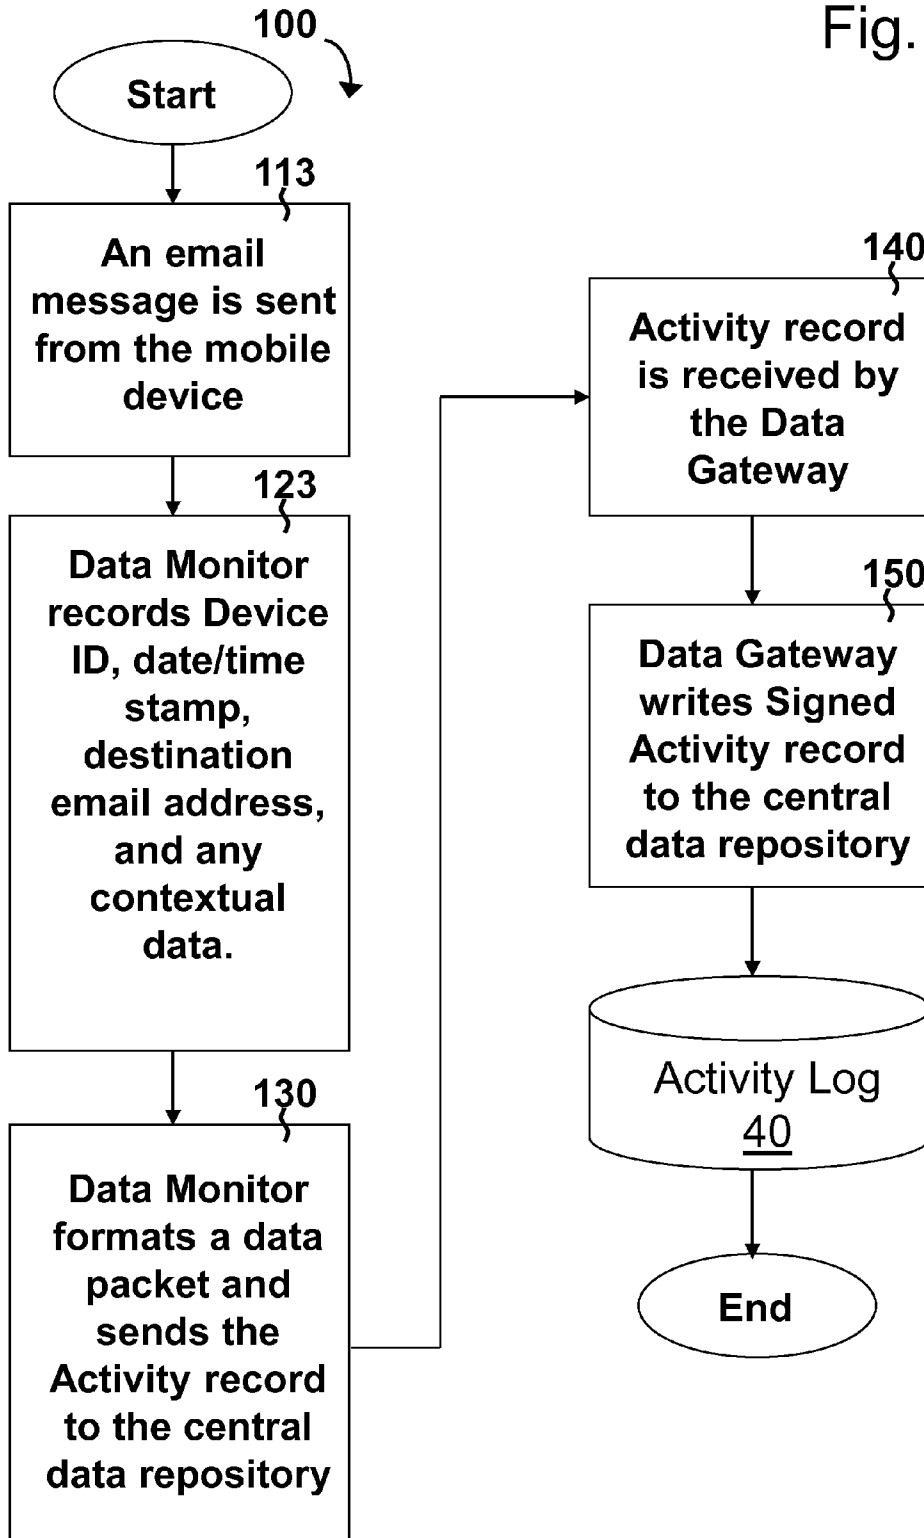 100
Fig.
Start
113
An email
message is sent
from the mobile
device
123
Data Monitor
records Device
ID, date/time
stamp,
destination
email address,
and any
contextual
data.
130
Data Monitor
formats a data
packet and
sends the
Activity record
to the central
data repository
140
Activity record
is received by
the Data
Gateway
150
Data Gateway
writes Signed
Activity record
to the central
data repository
Activity Log
40
End